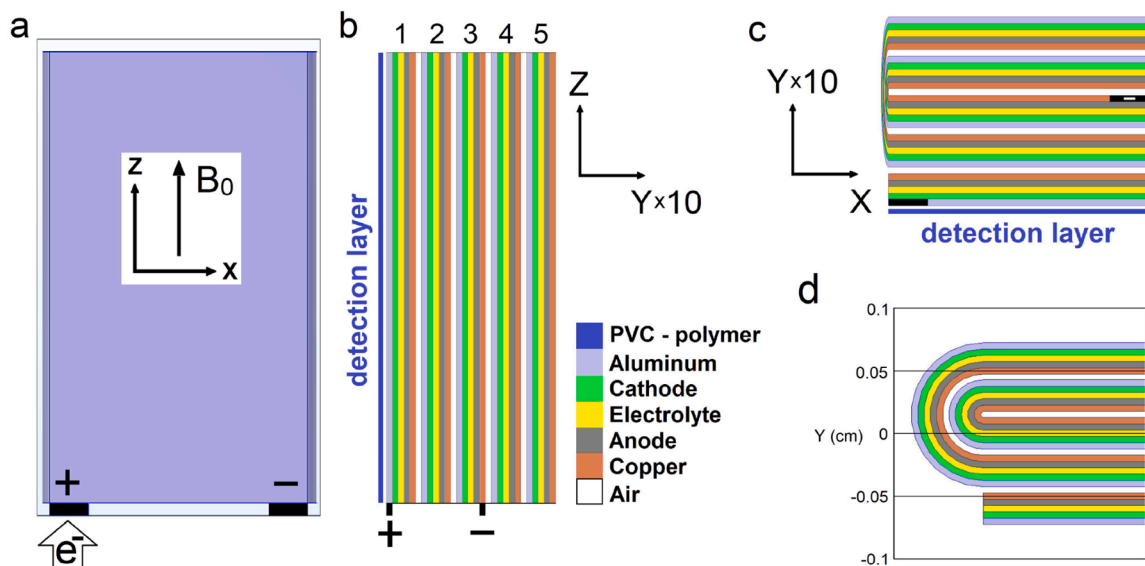 a
z
B₀
x
+
−
e⁻
b
1 2 3 4 5
detection layer
+
−
Z
Y×10
PVC - polymer
Aluminum
Cathode
Electrolyte
Anode
Copper
Air
c
Y×10
X
detection layer
d
0.1
0.05
Y (cm)
0
-0.05
-0.1